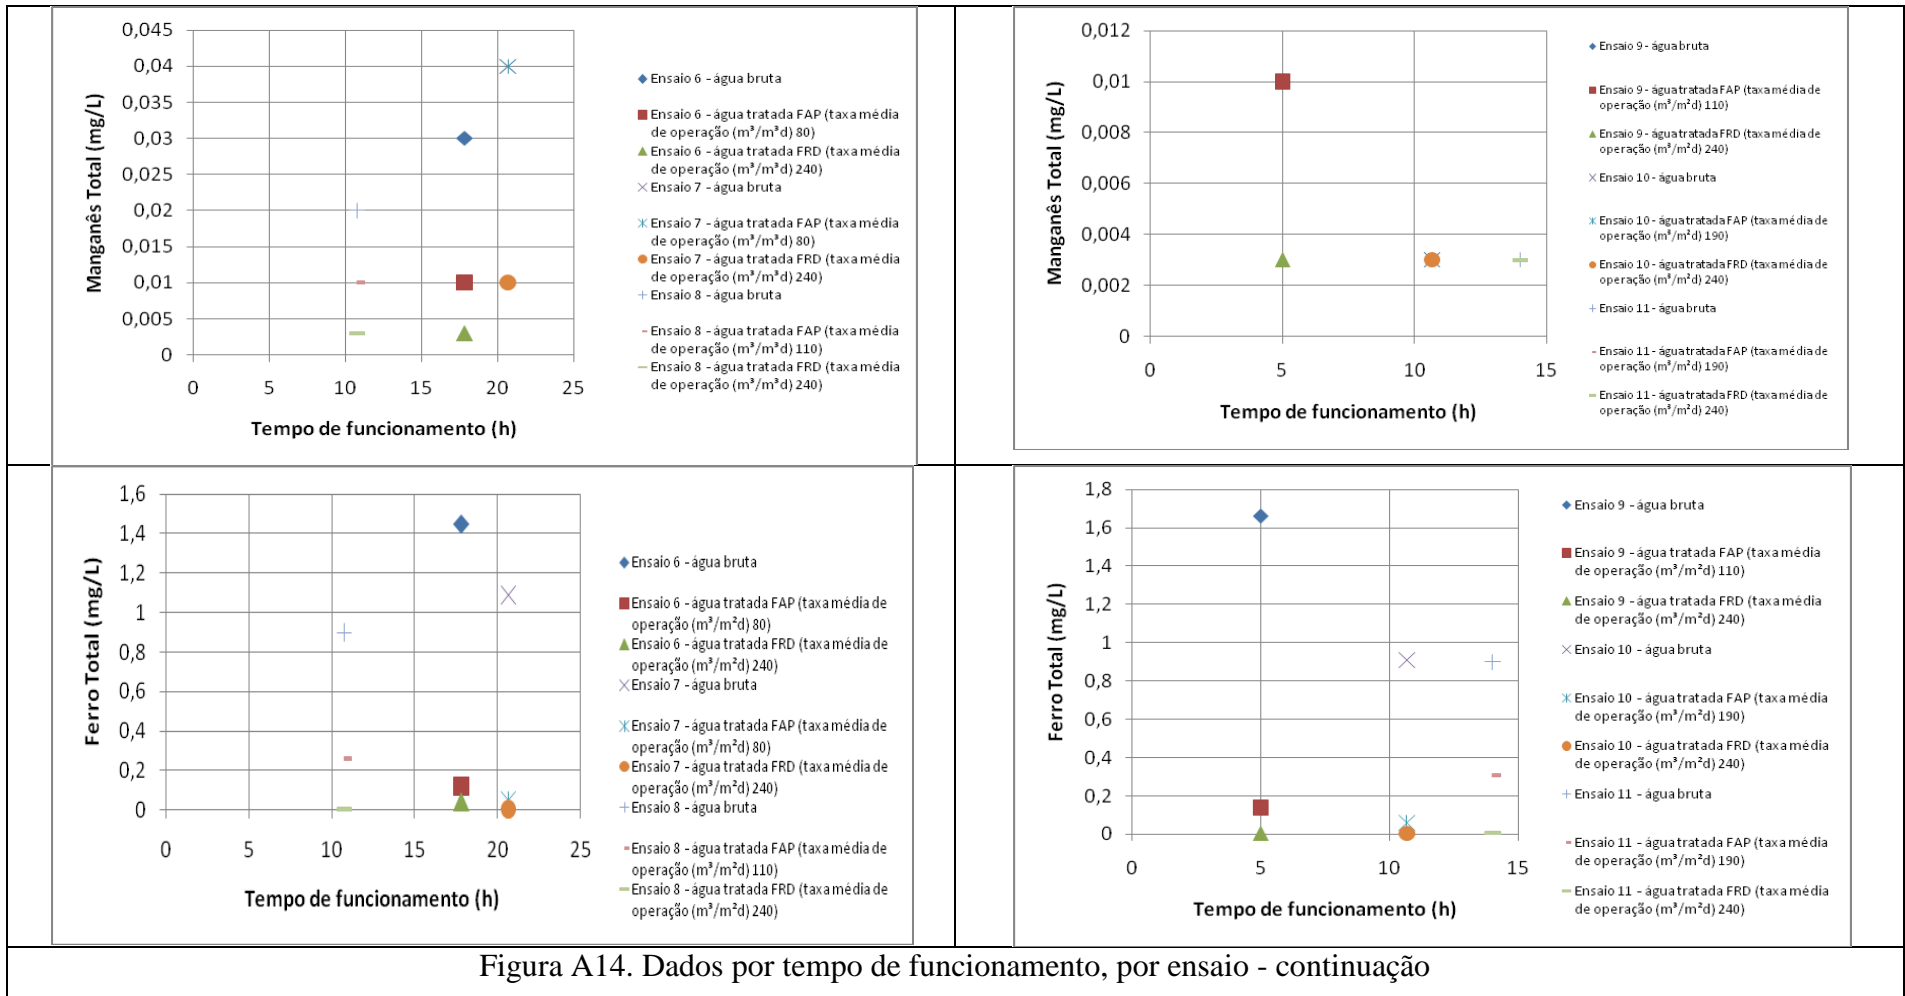 0,045
0,04
0,035
0,03
0,025
0,02
0,015
0,01
0,005
0
0 5 10 15 20 25
Manganês Total (mg/L)
Tempo de funcionamento (h)
Ensaio 6 - água bruta
Ensaio 6 - água tratada FAP (taxa média
de operação (m³/m³d) 80)
Ensaio 6 - água tratada FRD (taxa média
de operação (m³/m³d) 240)
Ensaio 7 - água bruta
Ensaio 7 - água tratada FAP (taxa média
de operação (m³/m³d) 80)
Ensaio 7 - água tratada FRD (taxa média
de operação (m³/m³d) 240)
Ensaio 8 - água bruta
Ensaio 8 - água tratada FAP (taxa média
de operação (m³/m³d) 110)
Ensaio 8 - água tratada FRD (taxa média
de operação (m³/m³d) 240)
0,012
0,01
0,008
0,006
0,004
0,002
0
0 5 10 15
Manganês Total (mg/L)
Tempo de funcionamento (h)
Ensaio 9 - água bruta
Ensaio 9 - água tratada FAP (taxa média de
operação (m³/m²d) 110)
Ensaio 9 - água tratada FRD (taxa média de
operação (m³/m²d) 240)
Ensaio 10 - água bruta
Ensaio 10 - água tratada FAP (taxa média de
operação (m³/m²d) 190)
Ensaio 10 - água tratada FRD (taxa média de
operação (m³/m²d) 240)
Ensaio 11 - água bruta
Ensaio 11 - água tratada FAP (taxa média de
operação (m³/m²d) 190)
Ensaio 11 - água tratada FRD (taxa média de
operação (m³/m²d) 240)
1,6
1,4
1,2
1
0,8
0,6
0,4
0,2
0
0 5 10 15 20 25
Ferro Total (mg/L)
Tempo de funcionamento (h)
Ensaio 6 - água bruta
Ensaio 6 - água tratada FAP (taxa média de
operação (m³/m²d) 80)
Ensaio 6 - água tratada FRD (taxa média de
operação (m³/m²d) 240)
Ensaio 7 - água bruta
Ensaio 7 - água tratada FAP (taxa média de
operação (m³/m²d) 80)
Ensaio 7 - água tratada FRD (taxa média de
operação (m³/m²d) 240)
Ensaio 8 - água bruta
Ensaio 8 - água tratada FAP (taxa média de
operação (m³/m²d) 110)
Ensaio 8 - água tratada FRD (taxa média de
operação (m³/m²d) 240)
1,8
1,6
1,4
1,2
1
0,8
0,6
0,4
0,2
0
0 5 10 15
Ferro Total (mg/L)
Tempo de funcionamento (h)
Ensaio 9 - água bruta
Ensaio 9 - água tratada FAP (taxa média
de operação (m³/m²d) 110)
Ensaio 9 - água tratada FRD (taxa média
de operação (m³/m²d) 240)
Ensaio 10 - água bruta
Ensaio 10 - água tratada FAP (taxa média
de operação (m³/m²d) 190)
Ensaio 10 - água tratada FRD (taxa média
de operação (m³/m²d) 240)
Ensaio 11 - água bruta
Ensaio 11 - água tratada FAP (taxa média
de operação (m³/m²d) 190)
Ensaio 11 - água tratada FRD (taxa média
de operação (m³/m²d) 240)
Figura A14. Dados por tempo de funcionamento, por ensaio - continuação